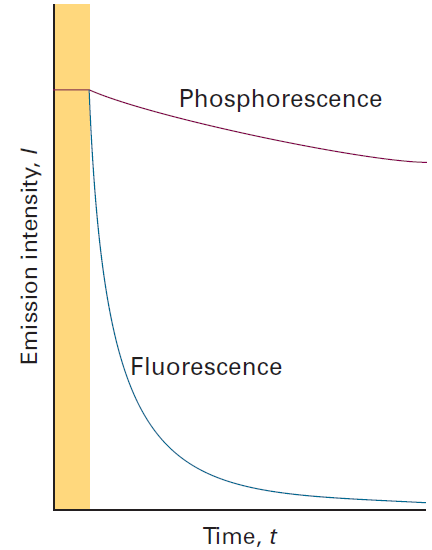 Phosphorescence
Emission intensity, I
Fluorescence
Time, t